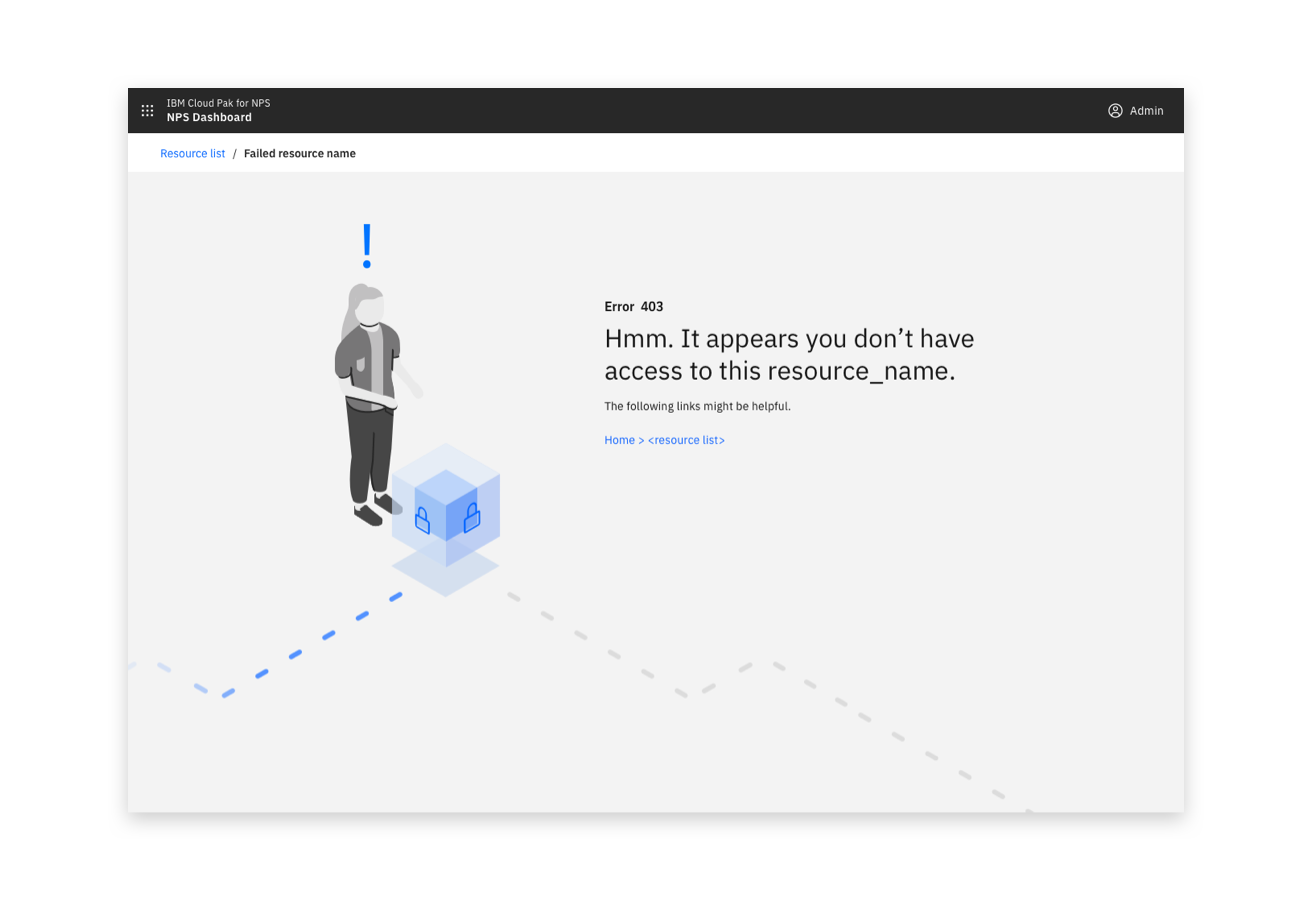 IBM Cloud Pak for NPS
NPS Dashboard
Admin
Resource list / Failed resource name
!
Error 403
Hmm. It appears you don’t have
access to this resource_name.
The following links might be helpful.
Home > <resource list>